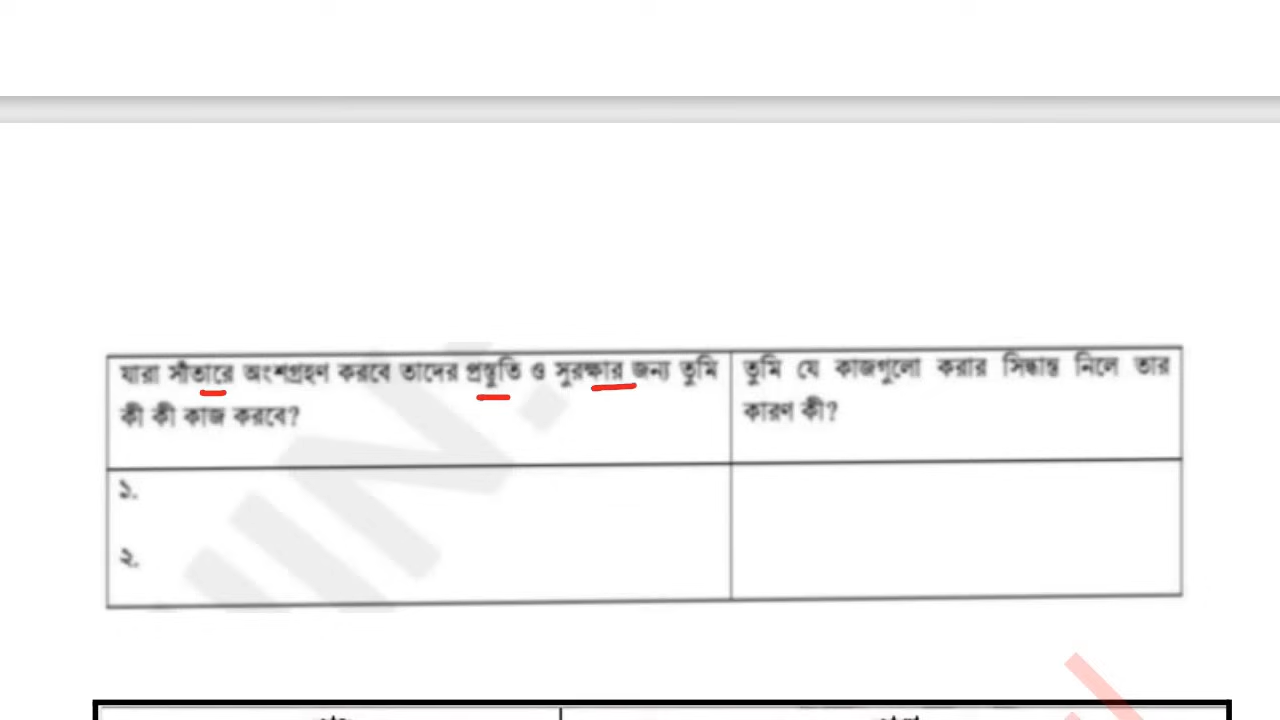 যারা সাঁতারে অংশগ্রহণ করবে তাদের প্রস্তুতি ও সুরক্ষার জন্য তুমি
কী কী কাজ করবে?
তুমি যে কাজগুলো করার সিদ্ধান্ত নিলে তার
কারণ কী?
১.
২.